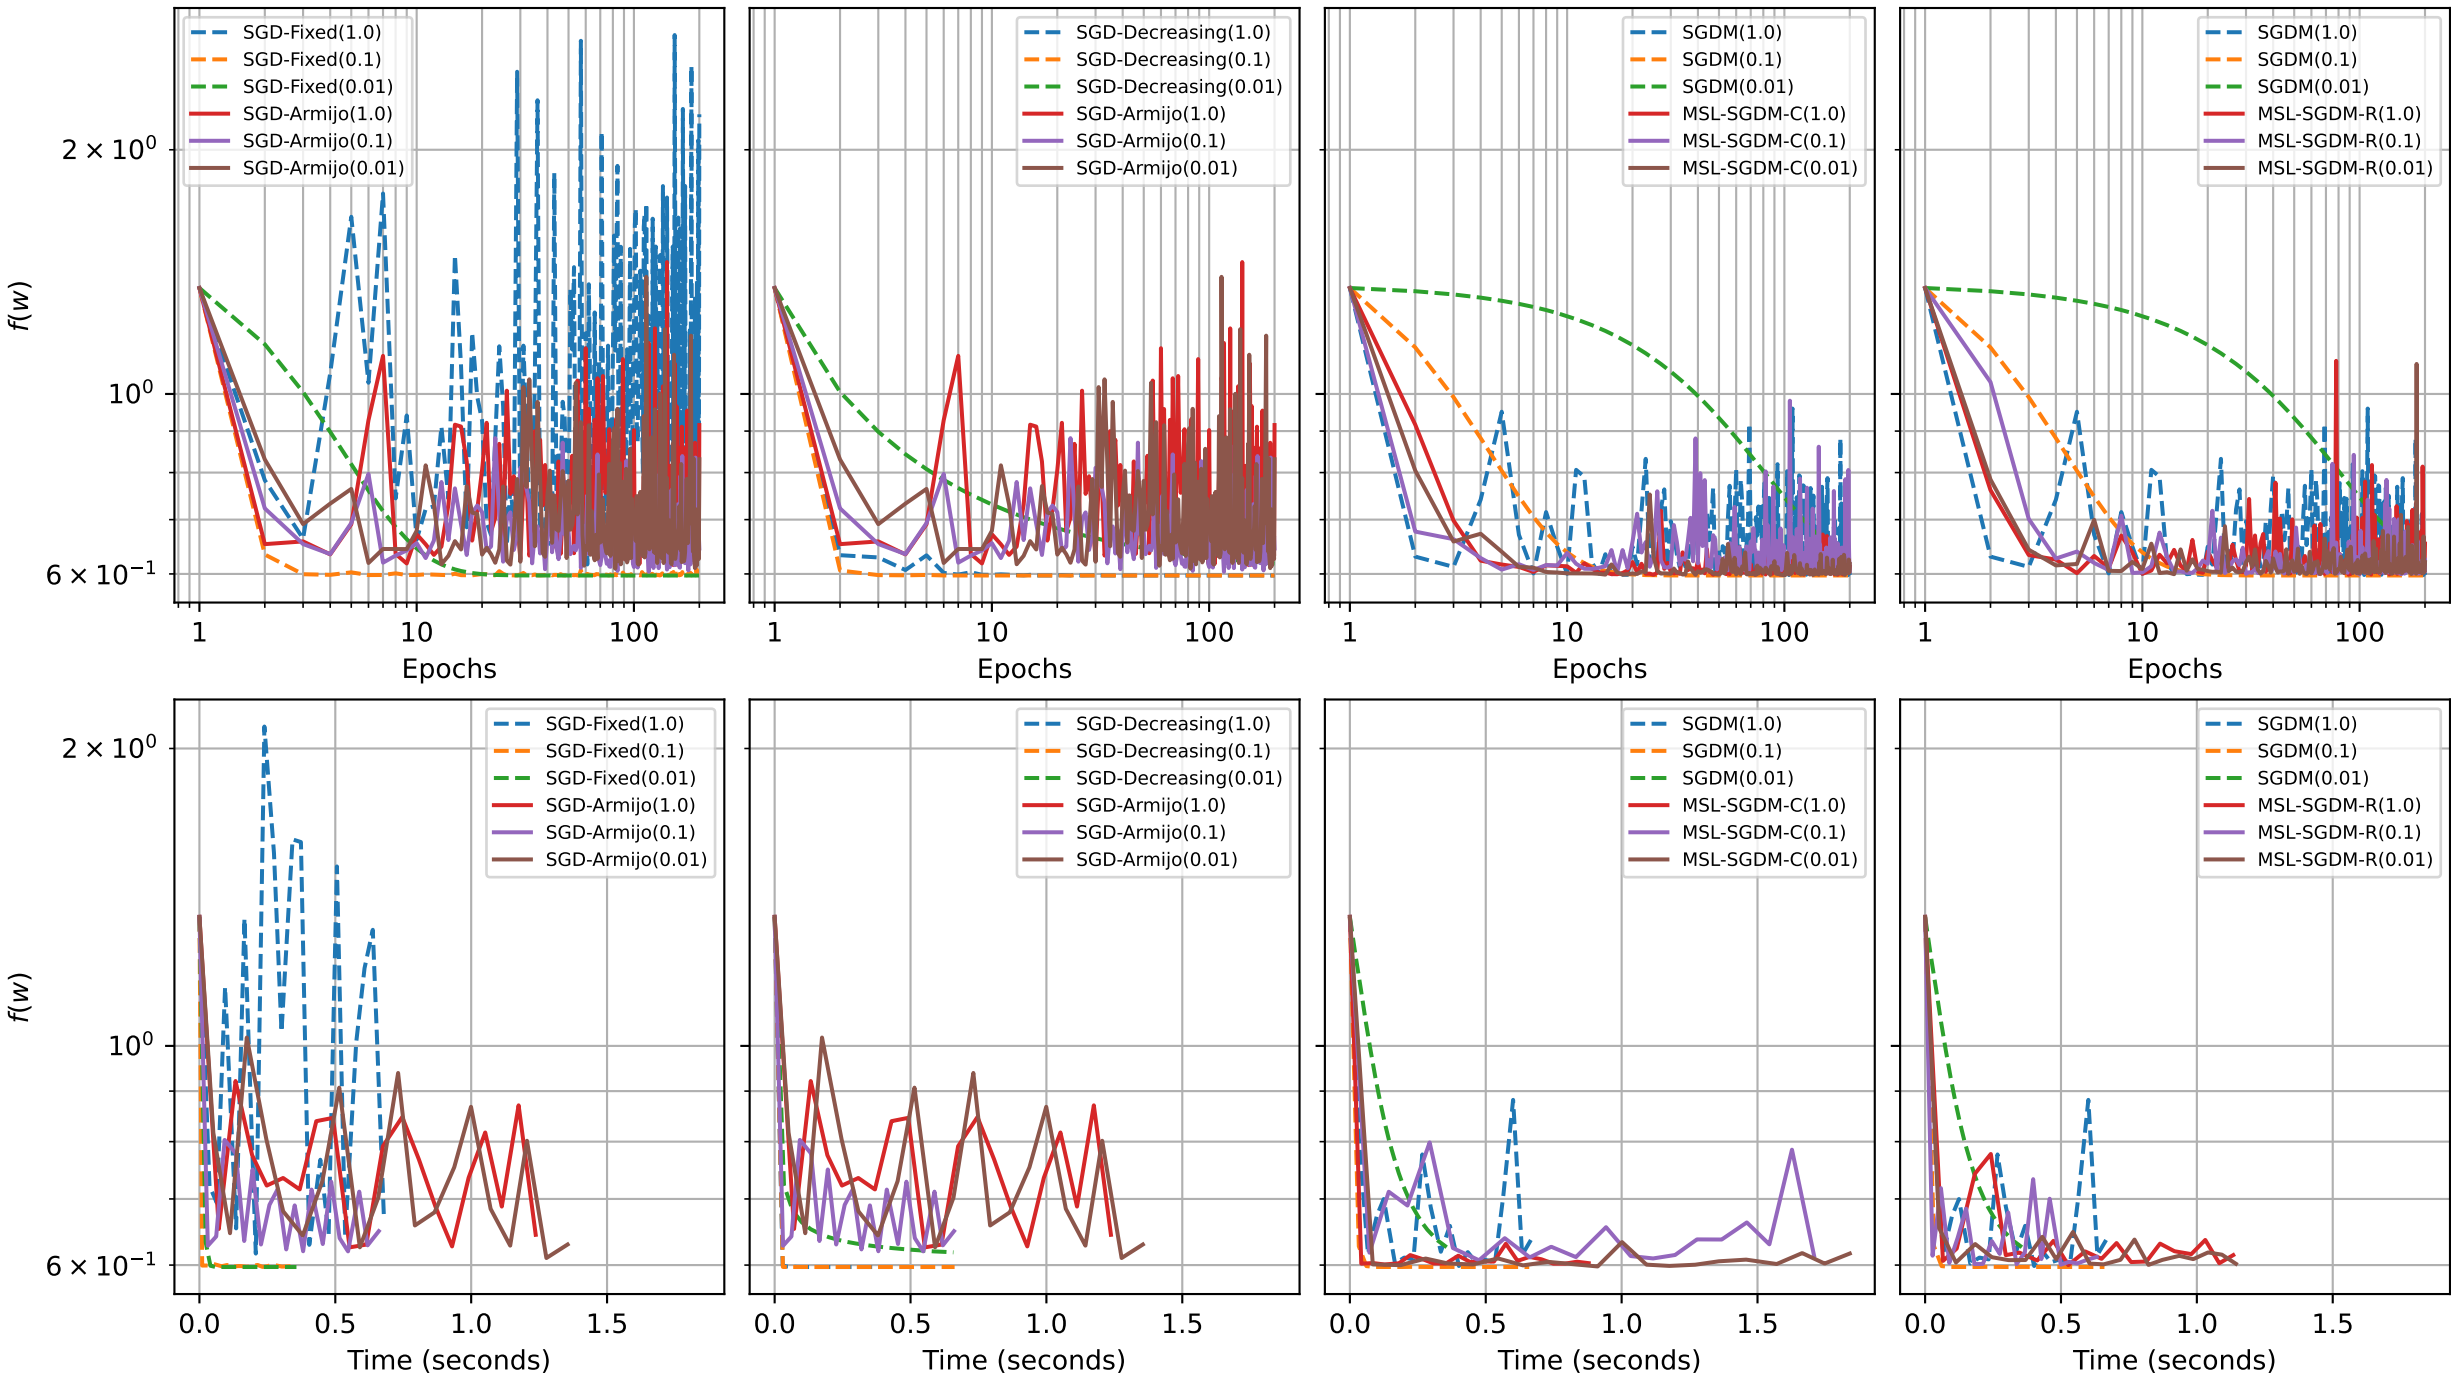 SGD-Fixed(1.0)
SGD-Fixed(0.1)
SGD-Fixed(0.01)
SGD-Armijo(1.0)
SGD-Armijo(0.1)
SGD-Armijo(0.01)
2 × 10⁰
10⁰
6 × 10⁻¹
f(w)
1 10 100
Epochs
SGD-Decreasing(1.0)
SGD-Decreasing(0.1)
SGD-Decreasing(0.01)
SGD-Armijo(1.0)
SGD-Armijo(0.1)
SGD-Armijo(0.01)
1 10 100
Epochs
SGDM(1.0)
SGDM(0.1)
SGDM(0.01)
MSL-SGDM-C(1.0)
MSL-SGDM-C(0.1)
MSL-SGDM-C(0.01)
1 10 100
Epochs
SGDM(1.0)
SGDM(0.1)
SGDM(0.01)
MSL-SGDM-R(1.0)
MSL-SGDM-R(0.1)
MSL-SGDM-R(0.01)
1 10 100
Epochs
SGD-Fixed(1.0)
SGD-Fixed(0.1)
SGD-Fixed(0.01)
SGD-Armijo(1.0)
SGD-Armijo(0.1)
SGD-Armijo(0.01)
2 × 10⁰
10⁰
6 × 10⁻¹
f(w)
0.0 0.5 1.0 1.5
Time (seconds)
SGD-Decreasing(1.0)
SGD-Decreasing(0.1)
SGD-Decreasing(0.01)
SGD-Armijo(1.0)
SGD-Armijo(0.1)
SGD-Armijo(0.01)
0.0 0.5 1.0 1.5
Time (seconds)
SGDM(1.0)
SGDM(0.1)
SGDM(0.01)
MSL-SGDM-C(1.0)
MSL-SGDM-C(0.1)
MSL-SGDM-C(0.01)
0.0 0.5 1.0 1.5
Time (seconds)
SGDM(1.0)
SGDM(0.1)
SGDM(0.01)
MSL-SGDM-R(1.0)
MSL-SGDM-R(0.1)
MSL-SGDM-R(0.01)
0.0 0.5 1.0 1.5
Time (seconds)